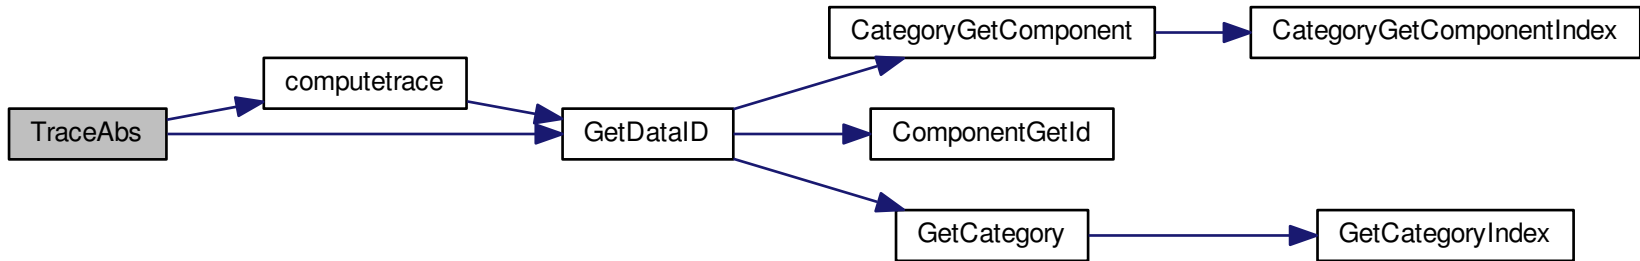 TraceAbs
computetrace
GetDataID
CategoryGetComponent
CategoryGetComponentIndex
ComponentGetId
GetCategory
GetCategoryIndex